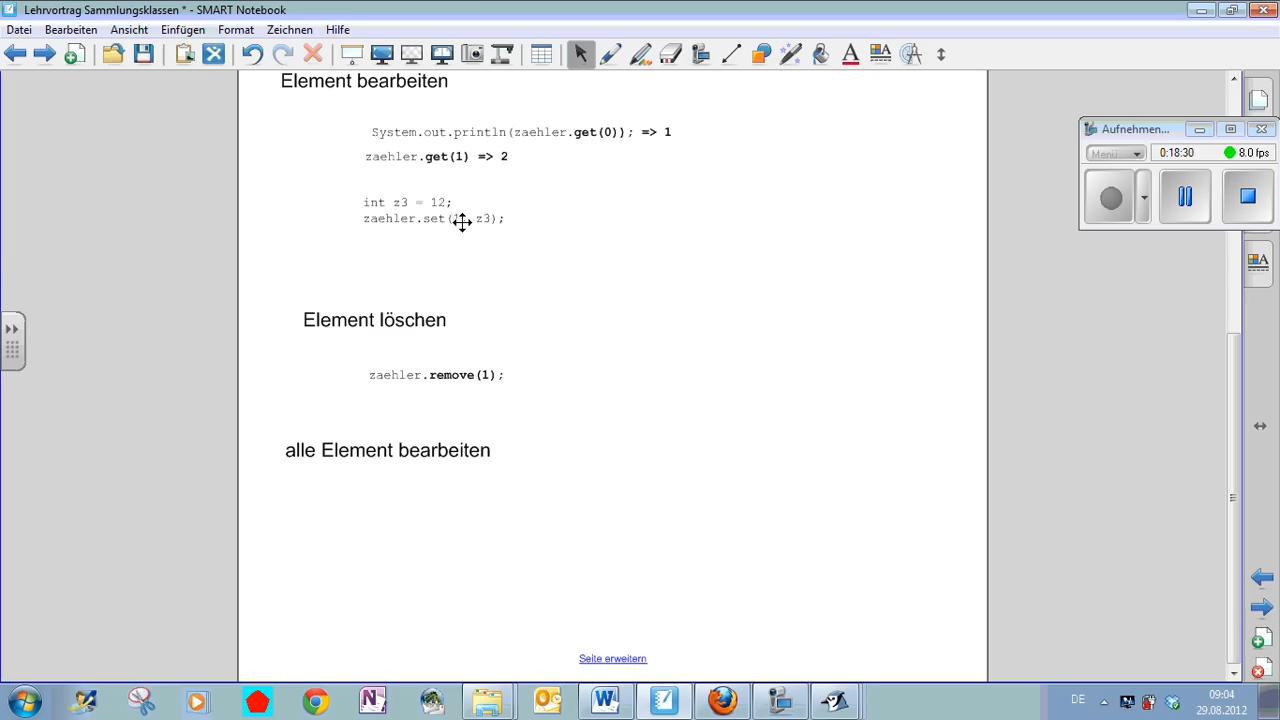 Lehrvortrag Sammlungsklassen * - SMART Notebook
Datei Bearbeiten Ansicht Einfügen Format Zeichnen Hilfe
Element bearbeiten
System.out.println(zaehler.get(0)); => 1
zaehler.get(1) => 2
int z3 = 12;
zaehler.set( z3);
Element löschen
zaehler.remove(1);
alle Element bearbeiten
Seite erweitern
Aufnehmen...
Menü
0:18:30
8.0 fps
DE
09:04
29.08.2012